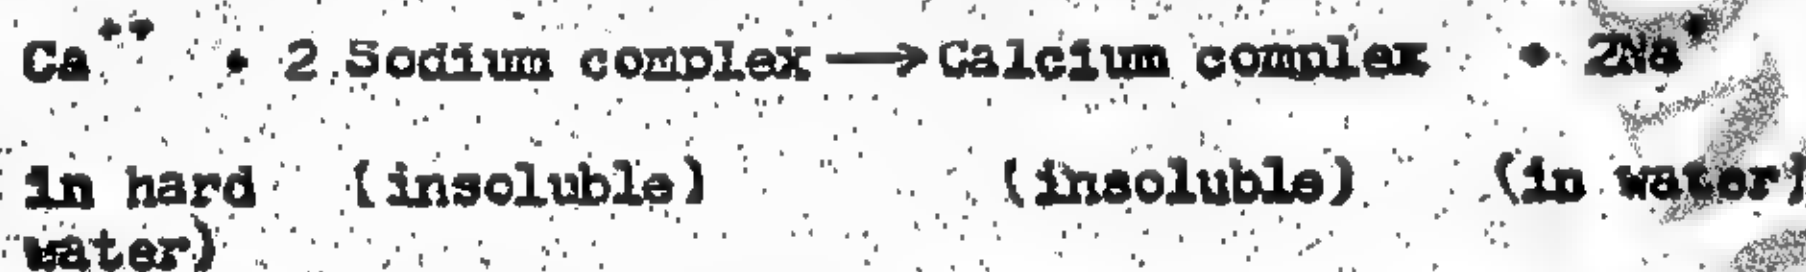 Ca++ + 2 Sodium complex → Calcium complex + 2Na+
in hard (insoluble) (insoluble) (in water)
water)